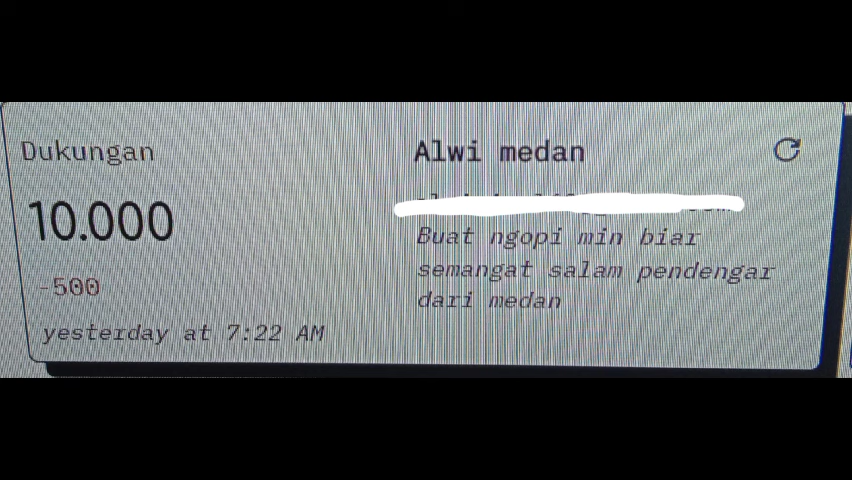 Dukungan
10.000
-500
yesterday at 7:22 AM
Alwi medan
Buat ngopi min biar
semangat salam pendengar
dari medan